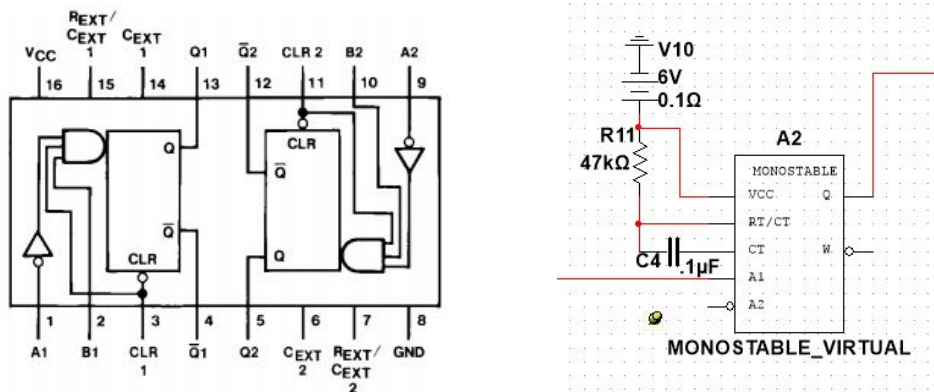 REXT/ CEXT 1
CEXT 1
VCC
Q1
Q̅2
CLR 2
B2
A2
16 15 14 13 12 11 10 9
CLR
Q
Q̅
Q̅
Q
CLR
1 2 3 4 5 6 7 8
A1
B1
CLR 1
Q̅1
Q2
CEXT 2
REXT/ CEXT 2
GND
V10
6V
0.1Ω
R11
47kΩ
A2
MONOSTABLE
VCC
Q
RT/CT
CT
W
C4
.1µF
A1
A2
MONOSTABLE_VIRTUAL